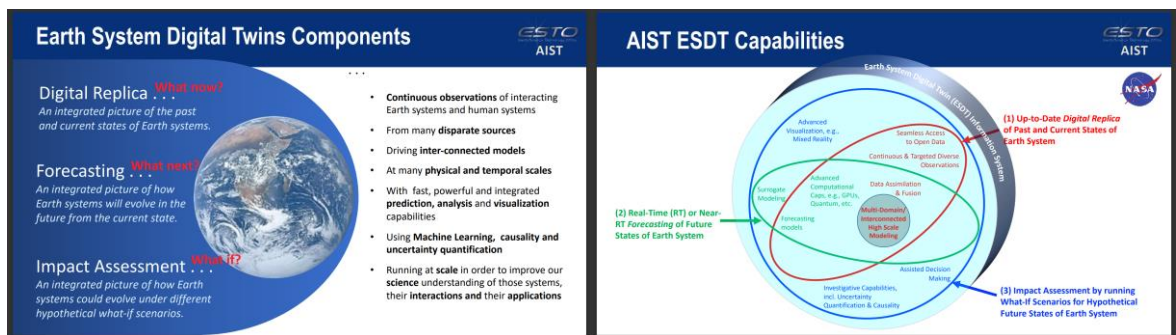 Earth System Digital Twins Components
ESTO
AIST
. . .
Digital Replica . . .
What now?
An integrated picture of the past
and current states of Earth systems.
Forecasting . . .
What next?
An integrated picture of how
Earth systems will evolve in the
future from the current state.
Impact Assessment . . .
What if?
An integrated picture of how Earth
systems could evolve under different
hypothetical what-if scenarios.
• Continuous observations of interacting
Earth systems and human systems
• From many disparate sources
• Driving inter-connected models
• At many physical and temporal scales
• With fast, powerful and integrated
prediction, analysis and visualization
capabilities
• Using Machine Learning, causality and
uncertainty quantification
• Running at scale in order to improve our
science understanding of those systems,
their interactions and their applications
AIST ESDT Capabilities
ESTO
AIST
NASA
Earth System Digital Twin (ESDT) Information System
Advanced
Visualization, e.g.,
Mixed Reality
Seamless Access
to Open Data
Continuous & Targeted Diverse
Observations
(1) Up-to-Date Digital Replica
of Past and Current States of
Earth System
Surrogate
Modeling
Advanced
Computational
Caps, e.g., GPUs,
Quantum, etc.
Data Assimilation
& Fusion
Forecasting
models
Multi-Domain/
Interconnected
High Scale
Modeling
(2) Real-Time (RT) or Near-
RT Forecasting of Future
States of Earth System
Assisted Decision
Making
Investigative Capabilities,
incl. Uncertainty
Quantification & Causality
(3) Impact Assessment by running
What-If Scenarios for Hypothetical
Future States of Earth System